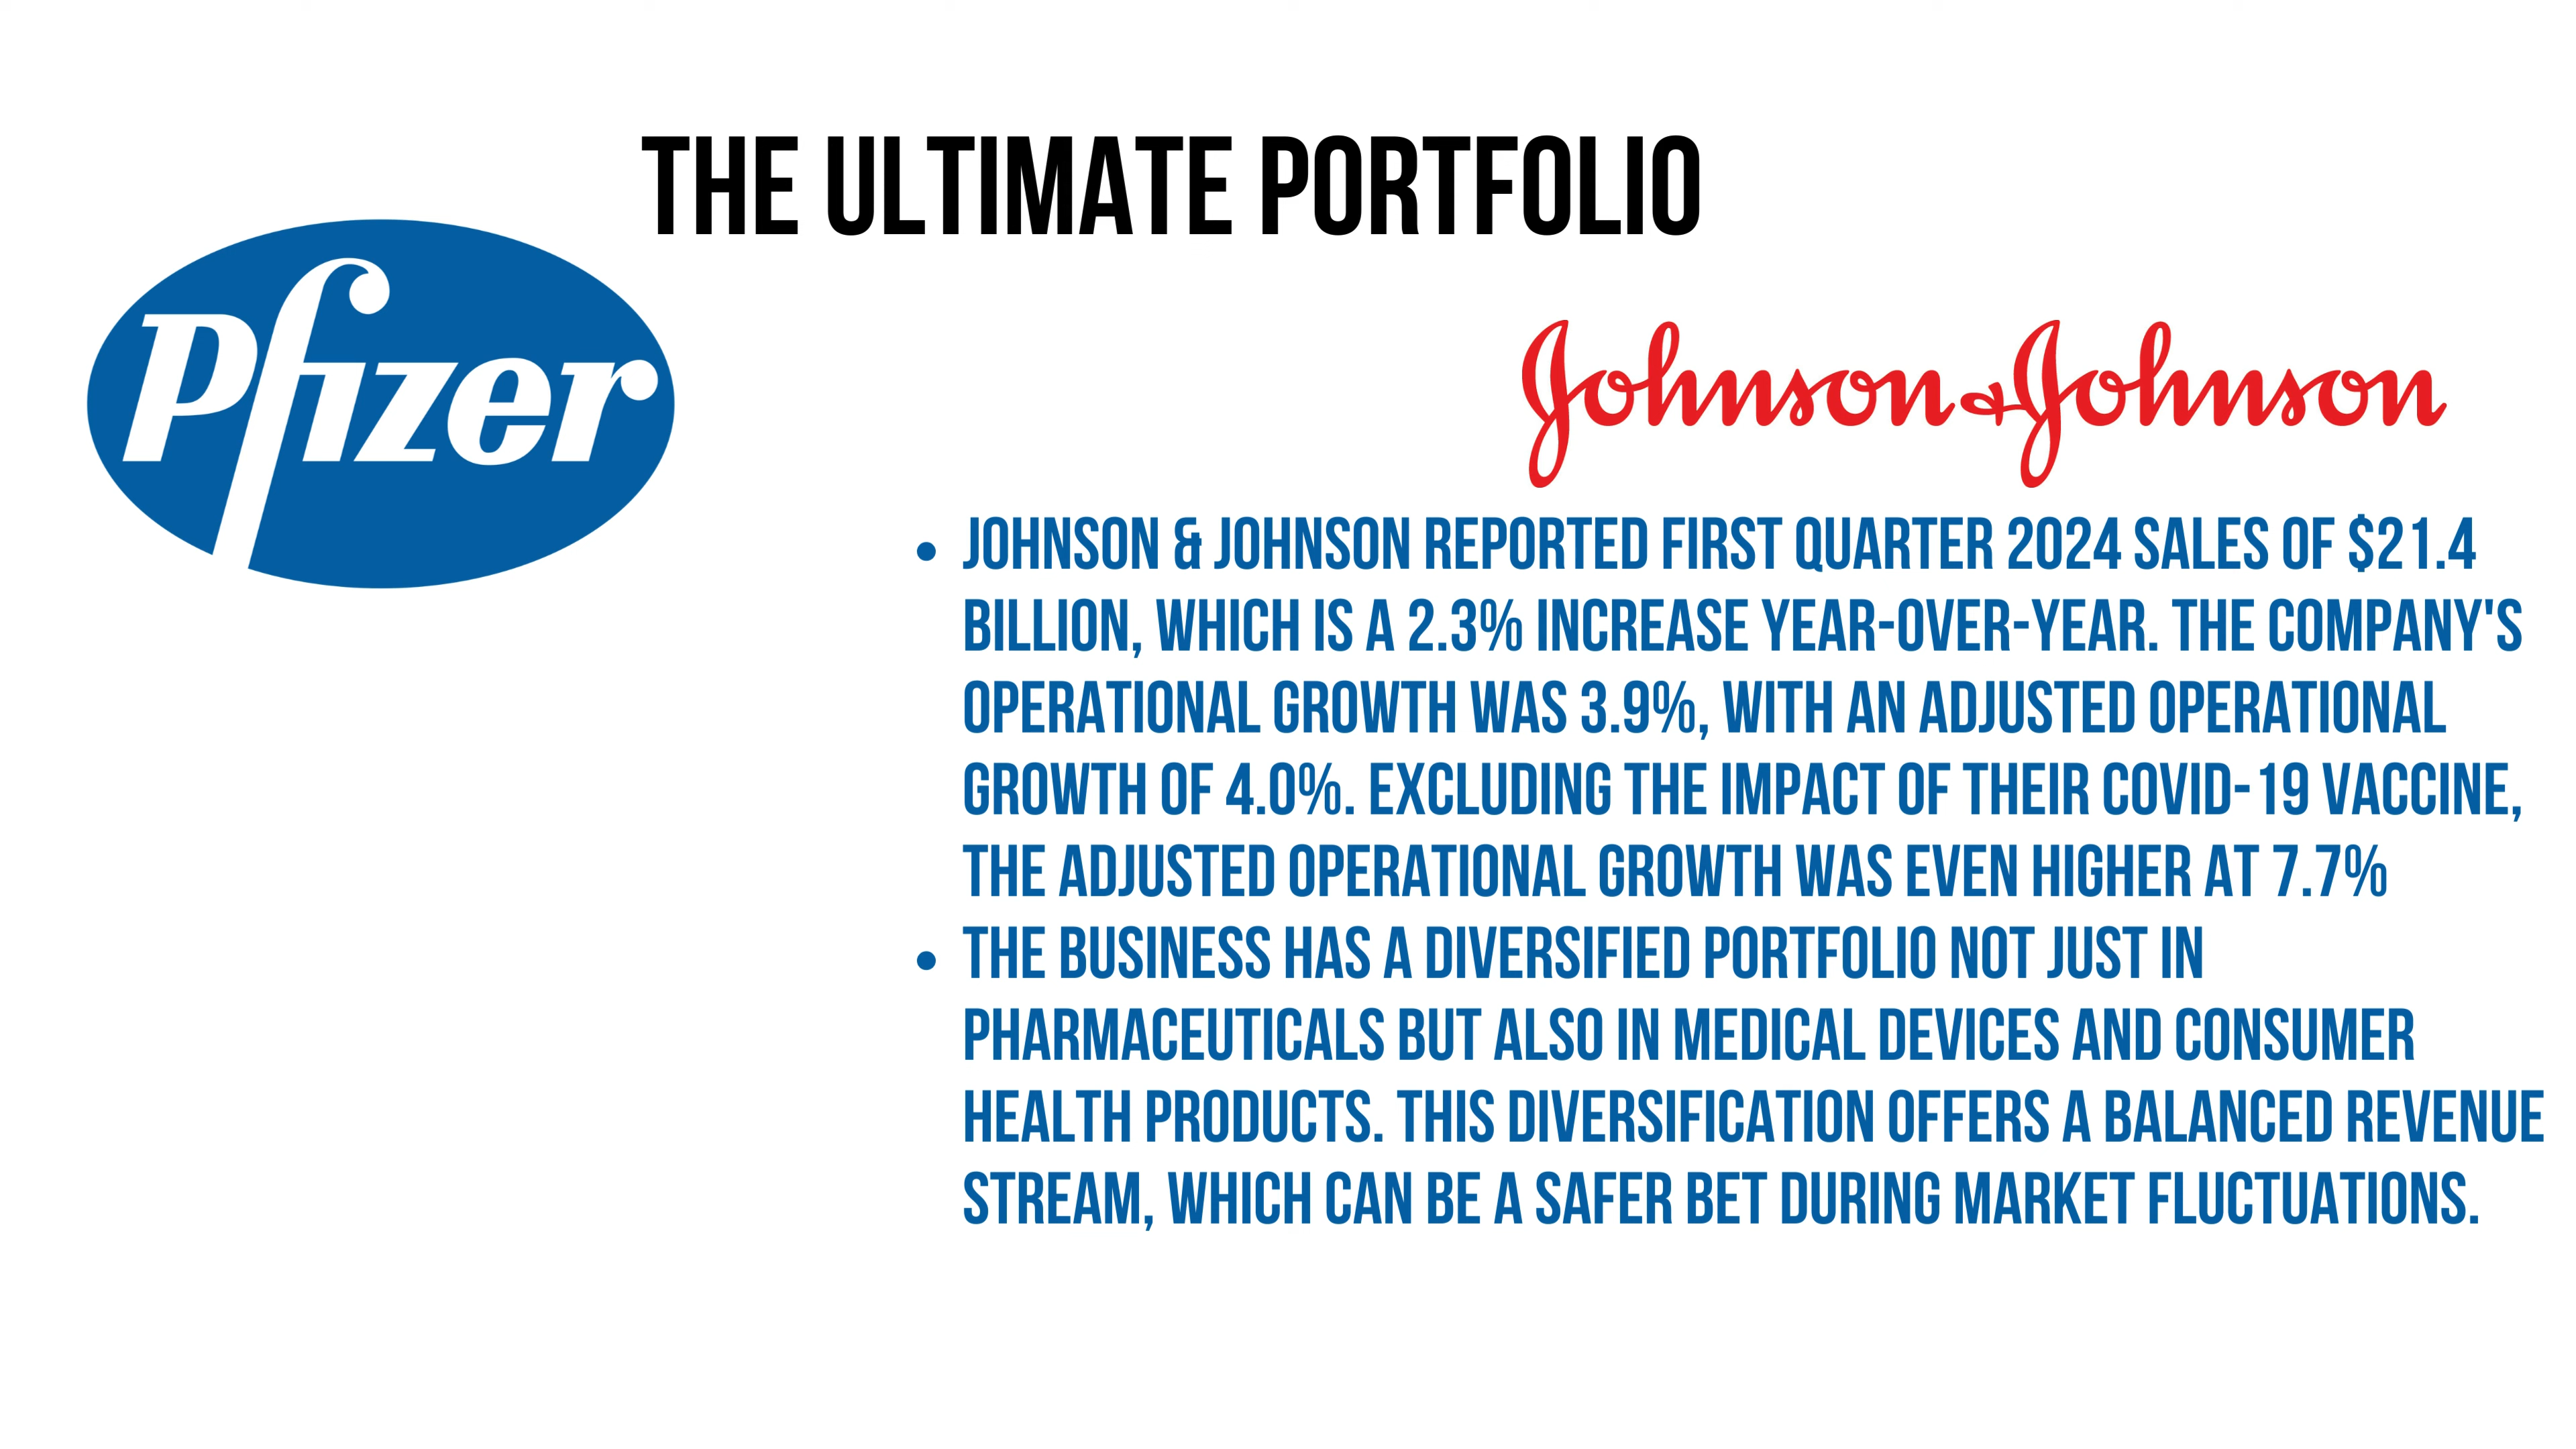 THE ULTIMATE PORTFOLIO
Pfizer
Johnson & Johnson
• JOHNSON & JOHNSON REPORTED FIRST QUARTER 2024 SALES OF $21.4
BILLION, WHICH IS A 2.3% INCREASE YEAR-OVER-YEAR. THE COMPANY'S
OPERATIONAL GROWTH WAS 3.9%, WITH AN ADJUSTED OPERATIONAL
GROWTH OF 4.0%. EXCLUDING THE IMPACT OF THEIR COVID-19 VACCINE,
THE ADJUSTED OPERATIONAL GROWTH WAS EVEN HIGHER AT 7.7%
• THE BUSINESS HAS A DIVERSIFIED PORTFOLIO NOT JUST IN
PHARMACEUTICALS BUT ALSO IN MEDICAL DEVICES AND CONSUMER
HEALTH PRODUCTS. THIS DIVERSIFICATION OFFERS A BALANCED REVENUE
STREAM, WHICH CAN BE A SAFER BET DURING MARKET FLUCTUATIONS.